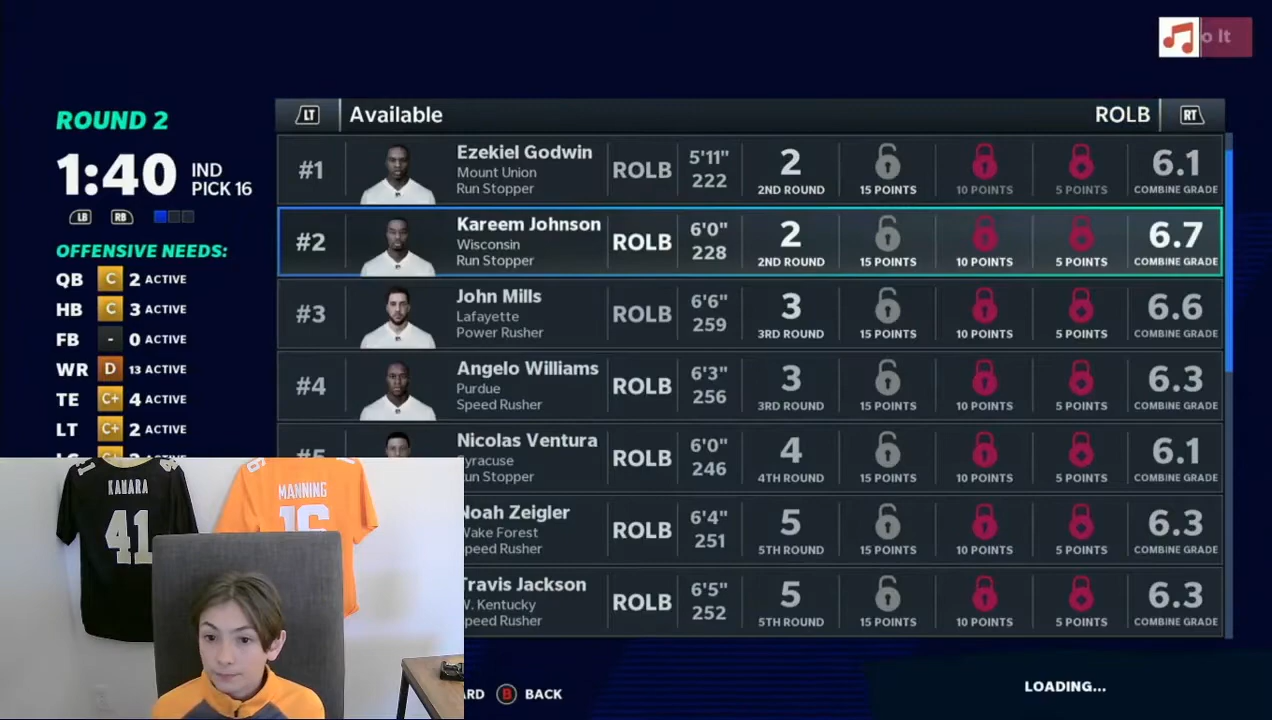 o It
ROUND 2
1:40
IND
PICK 16
LB
RB
OFFENSIVE NEEDS:
QB C 2 ACTIVE
HB C 3 ACTIVE
FB - 0 ACTIVE
WR D 13 ACTIVE
TE C+ 4 ACTIVE
LT C+ 2 ACTIVE
LT Available ROLB RT
#1 Ezekiel Godwin
Mount Union
Run Stopper
ROLB 5'11" 222
2 2ND ROUND 15 POINTS 10 POINTS 5 POINTS 6.1 COMBINE GRADE
#2 Kareem Johnson
Wisconsin
Run Stopper
ROLB 6'0" 228
2 2ND ROUND 15 POINTS 10 POINTS 5 POINTS 6.7 COMBINE GRADE
#3 John Mills
Lafayette
Power Rusher
ROLB 6'6" 259
3 3RD ROUND 15 POINTS 10 POINTS 5 POINTS 6.6 COMBINE GRADE
#4 Angelo Williams
Purdue
Speed Rusher
ROLB 6'3" 256
3 3RD ROUND 15 POINTS 10 POINTS 5 POINTS 6.3 COMBINE GRADE
Nicolas Ventura
yracuse
un Stopper
ROLB 6'0" 246
4 4TH ROUND 15 POINTS 10 POINTS 5 POINTS 6.1 COMBINE GRADE
Noah Zeigler
Wake Forest
Speed Rusher
ROLB 6'4" 251
5 5TH ROUND 15 POINTS 10 POINTS 5 POINTS 6.3 COMBINE GRADE
Travis Jackson
W. Kentucky
Speed Rusher
ROLB 6'5" 252
5 5TH ROUND 15 POINTS 10 POINTS 5 POINTS 6.3 COMBINE GRADE
KAMARA
41
MANNING
16
RD B BACK
LOADING...